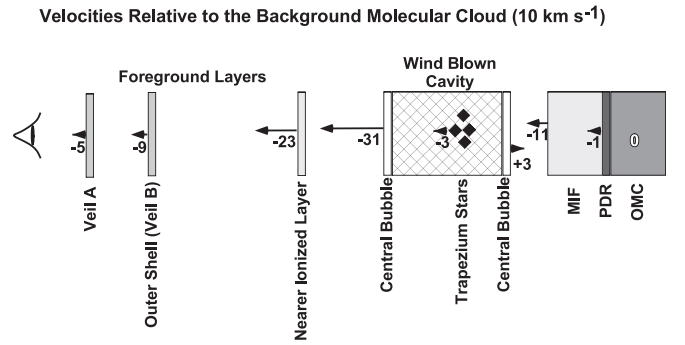 Velocities Relative to the Background Molecular Cloud (10 km s-1)
Wind Blown
Cavity
Foreground Layers
-5
-9
-23
-31
-3
+3
-11
-1
0
Veil A
Outer Shell (Veil B)
Nearer Ionized Layer
Central Bubble
Trapezium Stars
Central Bubble
MIF
PDR
OMC